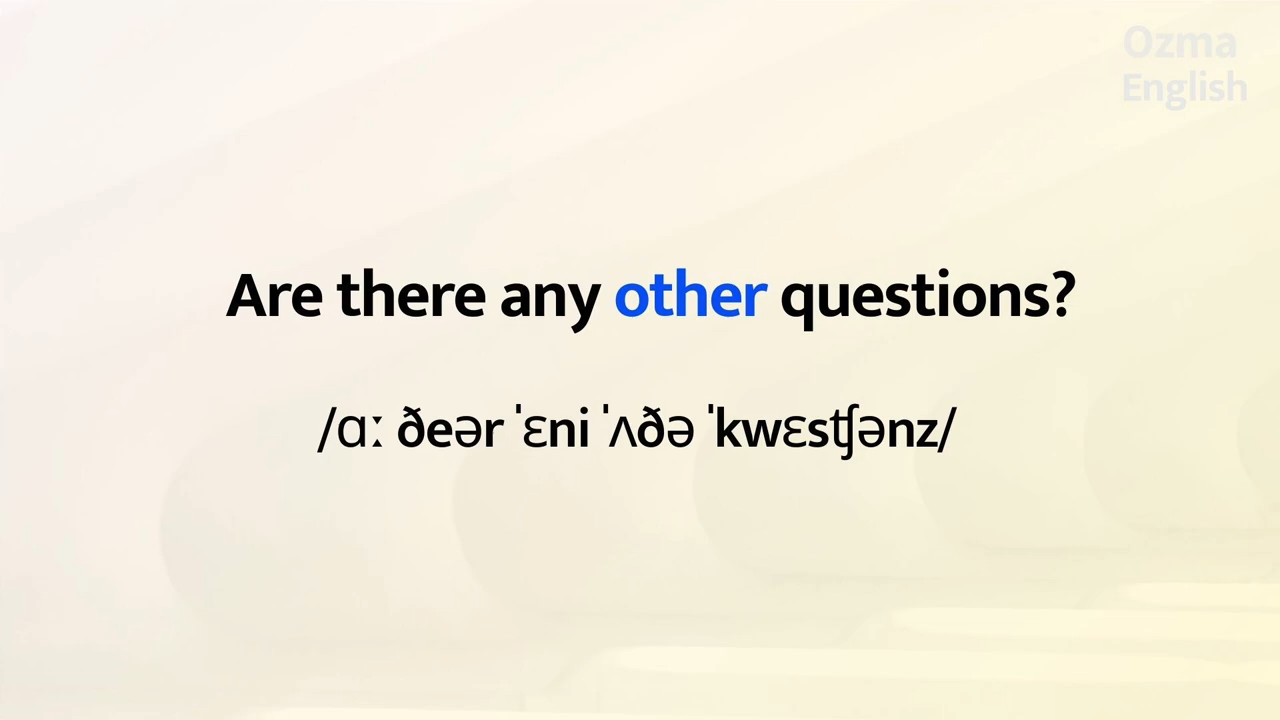 Ozma
English
Are there any other questions?
/ɑː ðeər ˈɛni ˈʌðə ˈkwɛsʧənz/